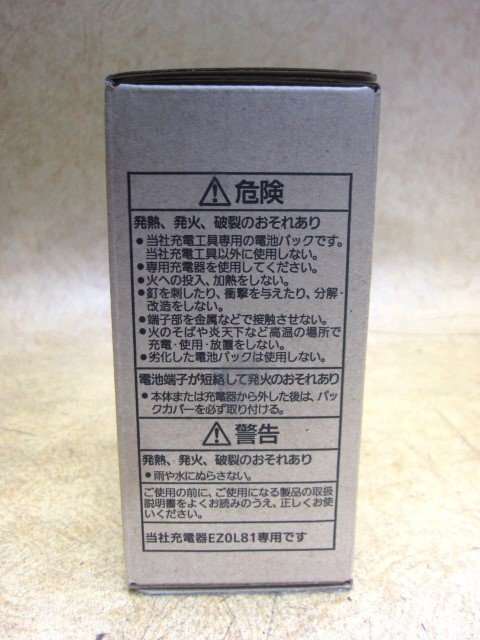 ⚠危険
発熱、発火、破裂のおそれあり
●当社充電工具専用の電池パックです。
当社充電工具以外に使用しない。
●専用充電器を使用してください。
●火への投入、加熱をしない。
●釘を刺したり、衝撃を与えたり、分解・
改造をしない。
●端子部を金属などで接触させない。
●火のそばや炎天下など高温の場所で
充電・使用・放置をしない。
●劣化した電池パックは使用しない。
電池端子が短絡して発火のおそれあり
●本体または充電器から外した後は、パッ
クカバーを必ず取り付ける。
⚠警告
発熱、発火、破裂のおそれあり
●雨や水にぬらさない。
ご使用の前に、ご使用になる製品の取扱
説明書をよくお読みのうえ、正しくお使
いください。
当社充電器EZ0L81専用です